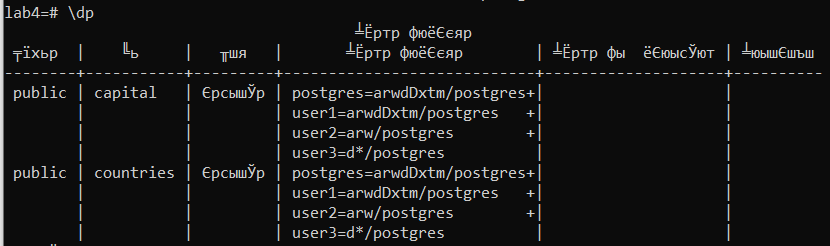 lab4=# \dp
╩Ёртр фюёЄєяр
╤їхьр | ╚ь | ╥шя | ╩Ёртр фюёЄєяр | ╩Ёртр фы  ёЄюысЎют | ╩юышЄшъш
--------+-----------+---------+---------------------------+--------------------+----------
public | capital | ЄрсышЎр | postgres=arwdDxtm/postgres+| |
| | | user1=arwdDxtm/postgres +| |
| | | user2=arw/postgres +| |
| | | user3=d*/postgres | |
public | countries | ЄрсышЎр | postgres=arwdDxtm/postgres+| |
| | | user1=arwdDxtm/postgres +| |
| | | user2=arw/postgres +| |
| | | user3=d*/postgres | |